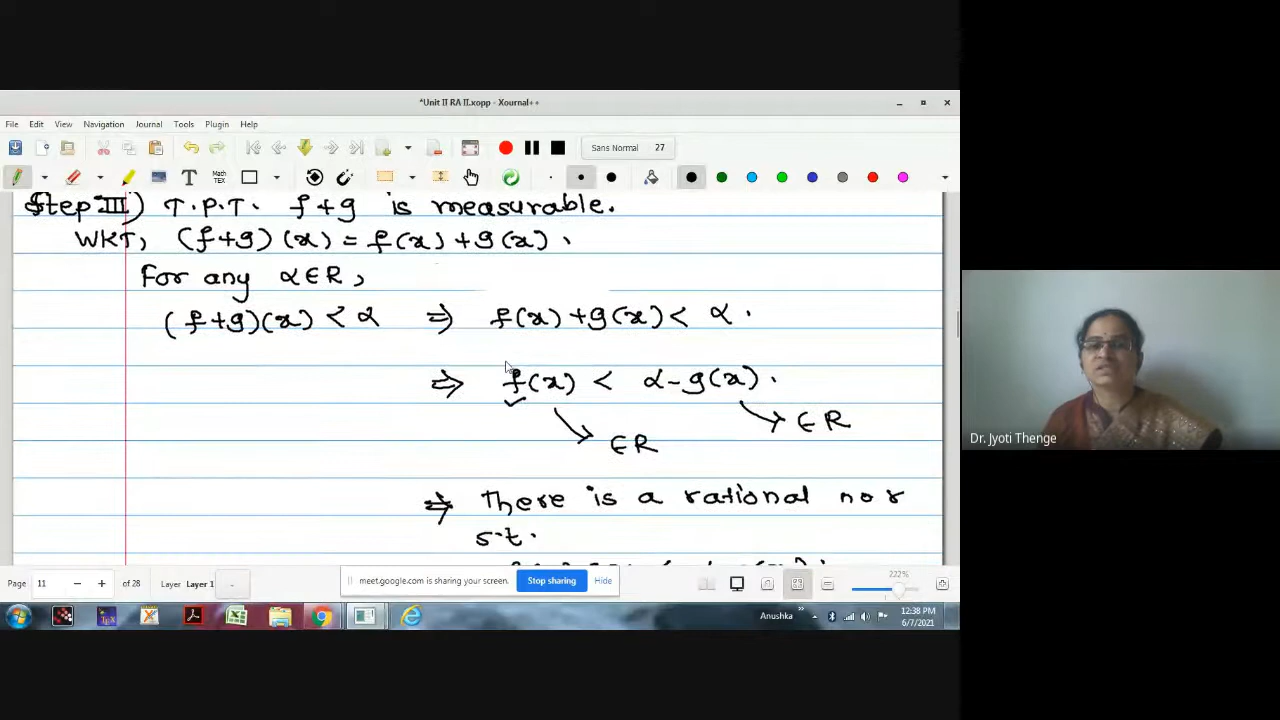 *Unit II RA II.xopp - Xournal++
File Edit View Navigation Journal Tools Plugin Help
Sans Normal 27
Step III) T.P.T. f+g is measurable.
WKT, (f+g)(x) = f(x)+g(x).
For any α∈R,
(f+g)(x) < α ⇒ f(x)+g(x) < α.
⇒ f(x) < α-g(x).
∈R
∈R
⇒ There is a rational no r
s.t.
Dr. Jyoti Thenge
Page 11 of 28 Layer Layer 1 222%
meet.google.com is sharing your screen. Stop sharing Hide
Anushka 12:38 PM
6/7/2021